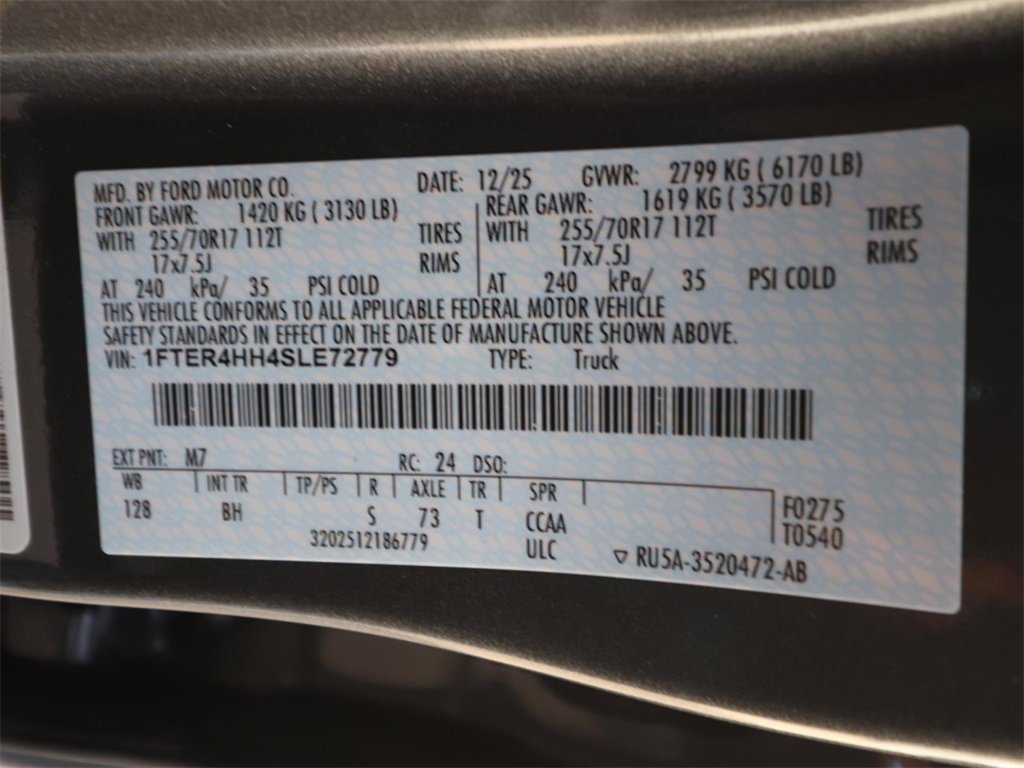 MFD. BY FORD MOTOR CO. DATE: 12/25 GVWR: 2799 KG ( 6170 LB)
FRONT GAWR: 1420 KG ( 3130 LB) REAR GAWR: 1619 KG ( 3570 LB)
WITH 255/70R17 112T TIRES WITH 255/70R17 112T TIRES
17x7.5J RIMS 17x7.5J RIMS
AT 240 kPa/ 35 PSI COLD AT 240 kPa/ 35 PSI COLD
THIS VEHICLE CONFORMS TO ALL APPLICABLE FEDERAL MOTOR VEHICLE
SAFETY STANDARDS IN EFFECT ON THE DATE OF MANUFACTURE SHOWN ABOVE.
VIN: 1FTER4HH4SLE72779 TYPE: Truck
EXT PNT: M7 RC: 24 DSO:
WB INT TR TP/PS R AXLE TR SPR
128 BH S 73 T CCAA F0275
3202512186779 ULC T0540
▽ RU5A-3520472-AB